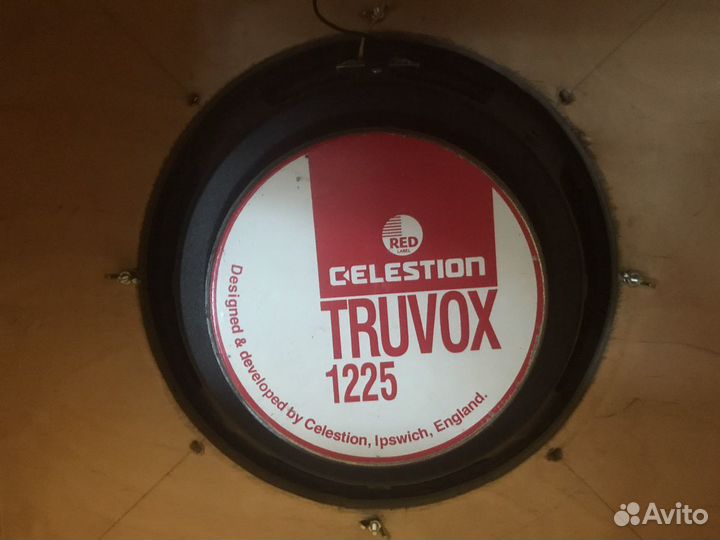 RED
LABEL
CELESTION
TRUVOX
1225
Designed & developed by Celestion, Ipswich, England.
Avito